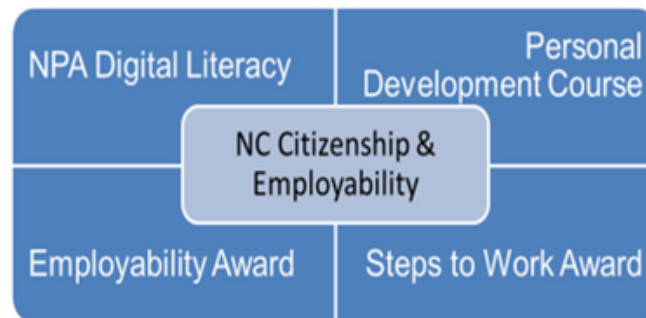 NPA Digital Literacy
Personal
Development Course
NC Citizenship &
Employability
Employability Award
Steps to Work Award